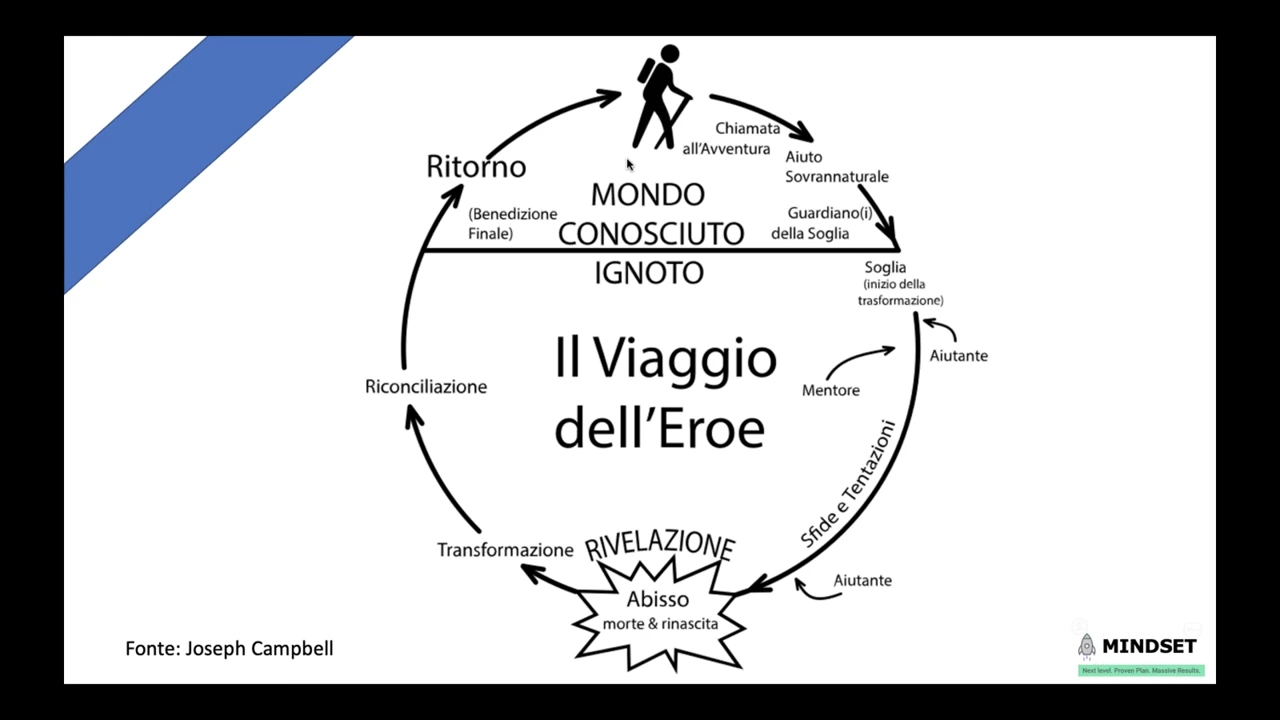 Chiamata
all'Avventura
Aiuto
Sovrannaturale
Ritorno
MONDO
CONOSCIUTO
(Benedizione
Finale)
Guardiano(i)
della Soglia
IGNOTO
Soglia
(inizio della
trasformazione)
Aiutante
Mentore
Il Viaggio
dell'Eroe
Riconciliazione
Sfide e Tentazioni
Transformazione
RIVELAZIONE
Abisso
morte & rinascita
Aiutante
Fonte: Joseph Campbell
MINDSET
Next level. Proven Plan. Massive Results.